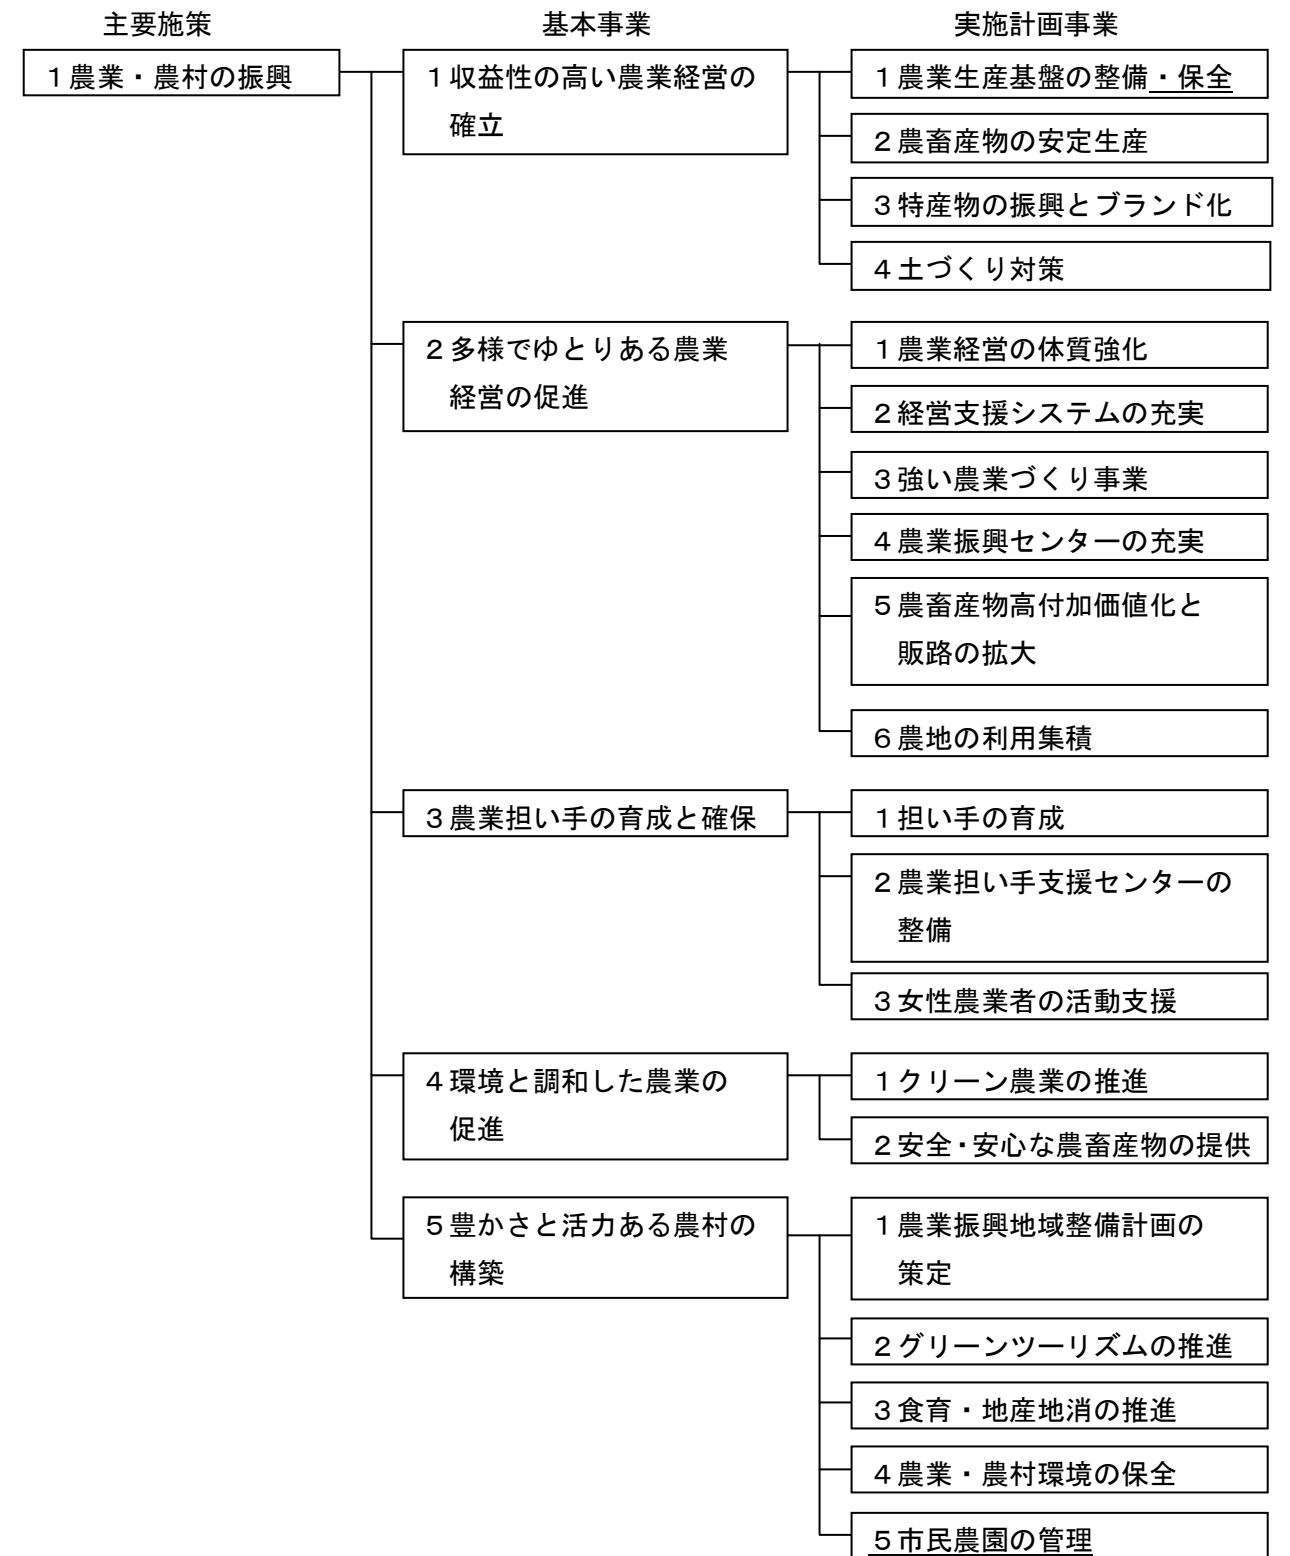 主要施策　基本事業　実施計画事業
１農業・農村の振興
１収益性の高い農業経営の
確立
１農業生産基盤の整備・保全
２農畜産物の安定生産
３特産物の振興とブランド化
４土づくり対策
２多様でゆとりある農業
経営の促進
１農業経営の体質強化
２経営支援システムの充実
３強い農業づくり事業
４農業振興センターの充実
５農畜産物高付加価値化と
販路の拡大
６農地の利用集積
３農業担い手の育成と確保
１担い手の育成
２農業担い手支援センターの
整備
３女性農業者の活動支援
４環境と調和した農業の
促進
１クリーン農業の推進
２安全・安心な農畜産物の提供
５豊かさと活力ある農村の
構築
１農業振興地域整備計画の
策定
２グリーンツーリズムの推進
３食育・地産地消の推進
４農業・農村環境の保全
５市民農園の管理